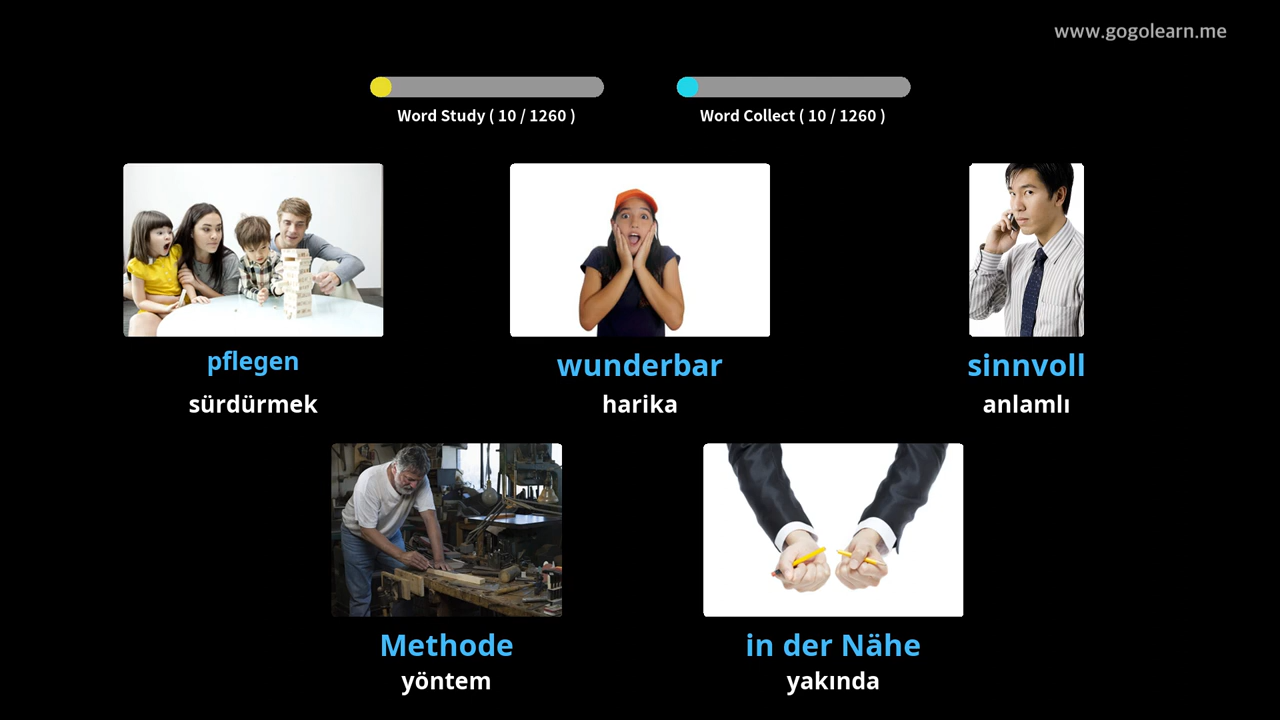 www.gogolearn.me
Word Study ( 10 / 1260 )
Word Collect ( 10 / 1260 )
pflegen
sürdürmek
wunderbar
harika
sinnvoll
anlamlı
Methode
yöntem
in der Nähe
yakında